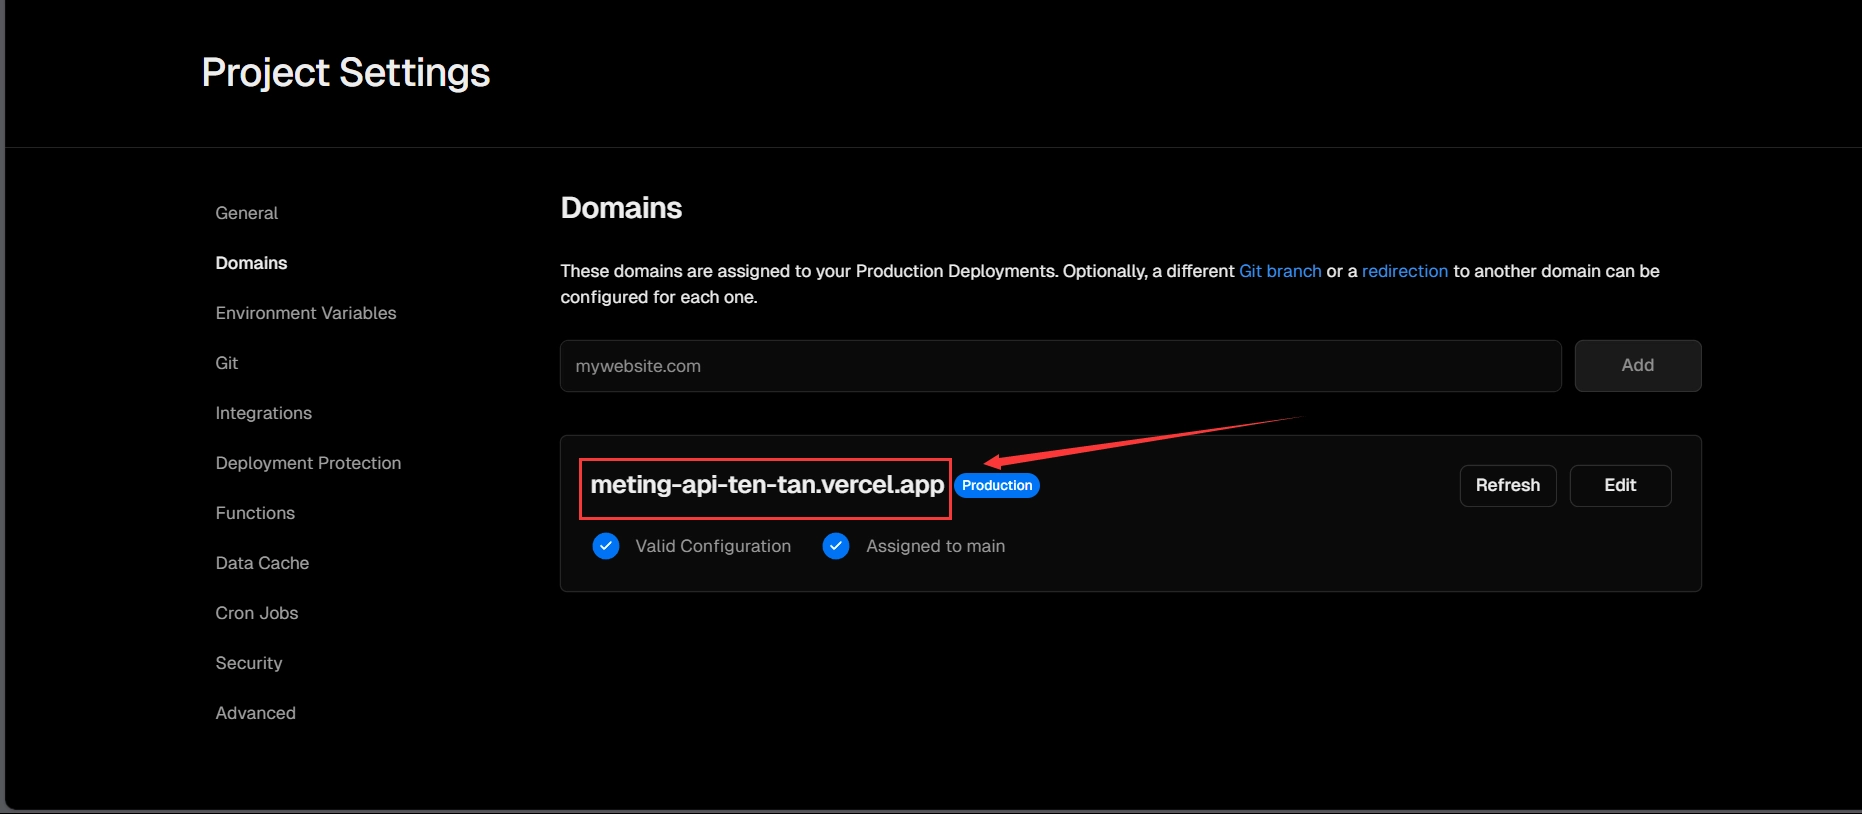 Project Settings
General
Domains
Environment Variables
Git
Integrations
Deployment Protection
Functions
Data Cache
Cron Jobs
Security
Advanced
Domains
These domains are assigned to your Production Deployments. Optionally, a different Git branch or a redirection to another domain can be
configured for each one.
mywebsite.com
Add
meting-api-ten-tan.vercel.app Production
Refresh
Edit
Valid Configuration
Assigned to main